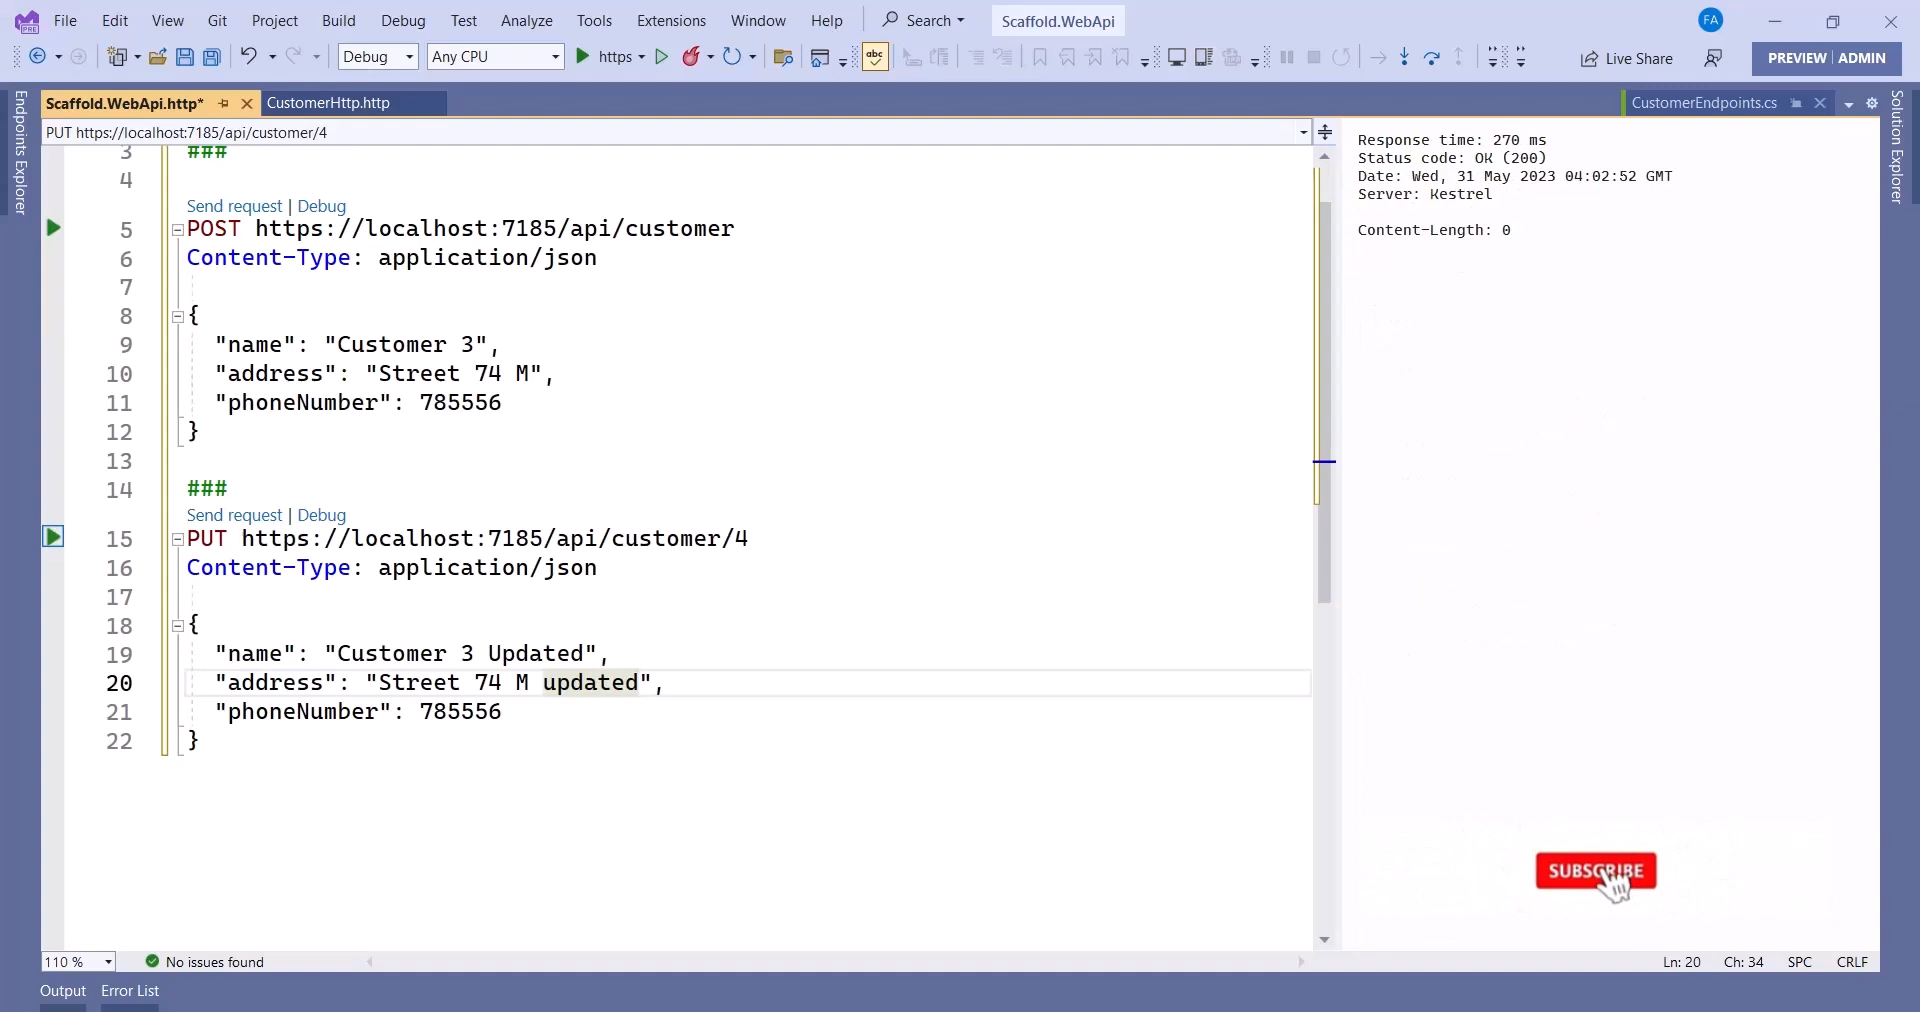 File Edit View Git Project Build Debug Test Analyze Tools Extensions Window Help Search Scaffold.WebApi FA
PRE
Debug Any CPU https abc Live Share PREVIEW ADMIN
Scaffold.WebApi.http* CustomerHttp.http CustomerEndpoints.cs
Endpoints Explorer
Solution Explorer
PUT https://localhost:7185/api/customer/4
3 ###
4
Send request | Debug
5 POST https://localhost:7185/api/customer
6 Content-Type: application/json
7
8 {
9 "name": "Customer 3",
10 "address": "Street 74 M",
11 "phoneNumber": 785556
12 }
13
14 ###
Send request | Debug
15 PUT https://localhost:7185/api/customer/4
16 Content-Type: application/json
17
18 {
19 "name": "Customer 3 Updated",
20 "address": "Street 74 M updated",
21 "phoneNumber": 785556
22 }
Response time: 270 ms
Status code: OK (200)
Date: Wed, 31 May 2023 04:02:52 GMT
Server: Kestrel
Content-Length: 0
SUBSCRIBE
110 % No issues found Ln: 20 Ch: 34 SPC CRLF
Output Error List